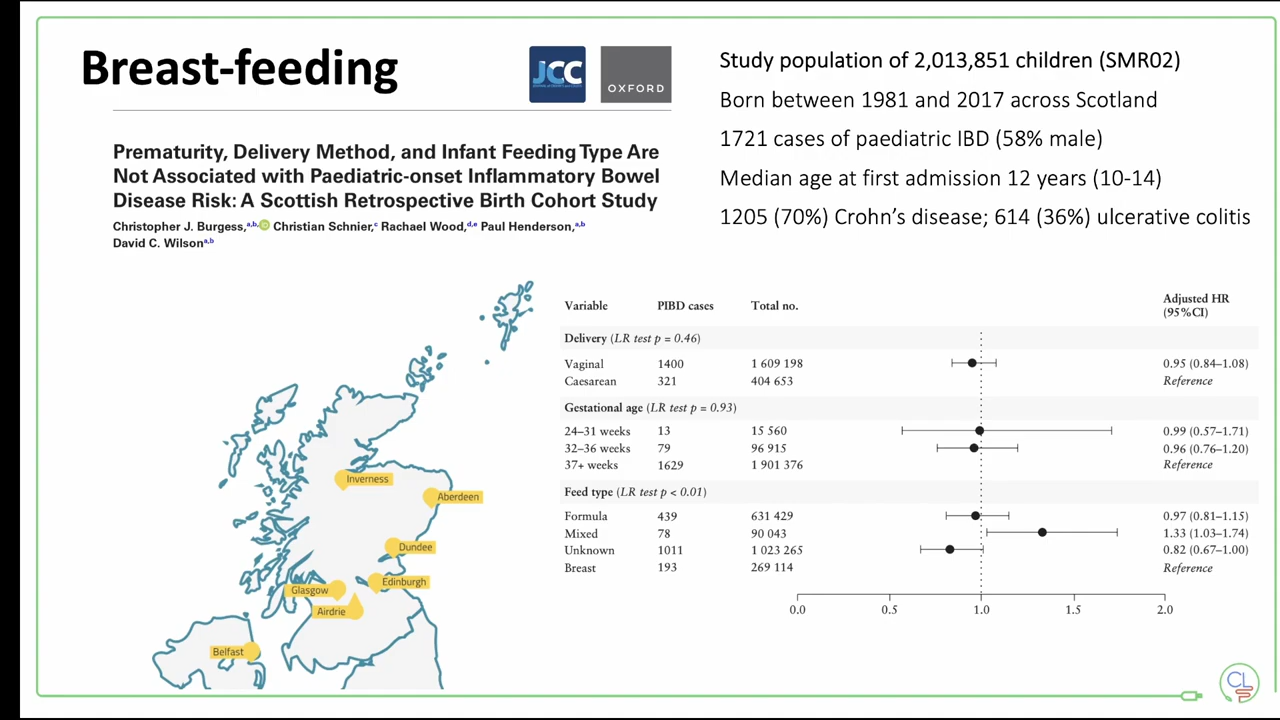 Breast-feeding
JCC
OXFORD
Prematurity, Delivery Method, and Infant Feeding Type Are
Not Associated with Paediatric-onset Inflammatory Bowel
Disease Risk: A Scottish Retrospective Birth Cohort Study
Christopher J. Burgess,a,b, Christian Schnier,c Rachael Wood,d,e Paul Henderson,a,b
David C. Wilsona,b
Study population of 2,013,851 children (SMR02)
Born between 1981 and 2017 across Scotland
1721 cases of paediatric IBD (58% male)
Median age at first admission 12 years (10-14)
1205 (70%) Crohn's disease; 614 (36%) ulcerative colitis
Inverness
Aberdeen
Dundee
Edinburgh
Glasgow
Airdrie
Belfast
Variable PIBD cases Total no. Adjusted HR (95%CI)
Delivery (LR test p = 0.46)
Vaginal 1400 1 609 198 0.95 (0.84–1.08)
Caesarean 321 404 653 Reference
Gestational age (LR test p = 0.93)
24–31 weeks 13 15 560 0.99 (0.57–1.71)
32–36 weeks 79 96 915 0.96 (0.76–1.20)
37+ weeks 1629 1 901 376 Reference
Feed type (LR test p < 0.01)
Formula 439 631 429 0.97 (0.81–1.15)
Mixed 78 90 043 1.33 (1.03–1.74)
Unknown 1011 1 023 265 0.82 (0.67–1.00)
Breast 193 269 114 Reference
0.0 0.5 1.0 1.5 2.0
CL